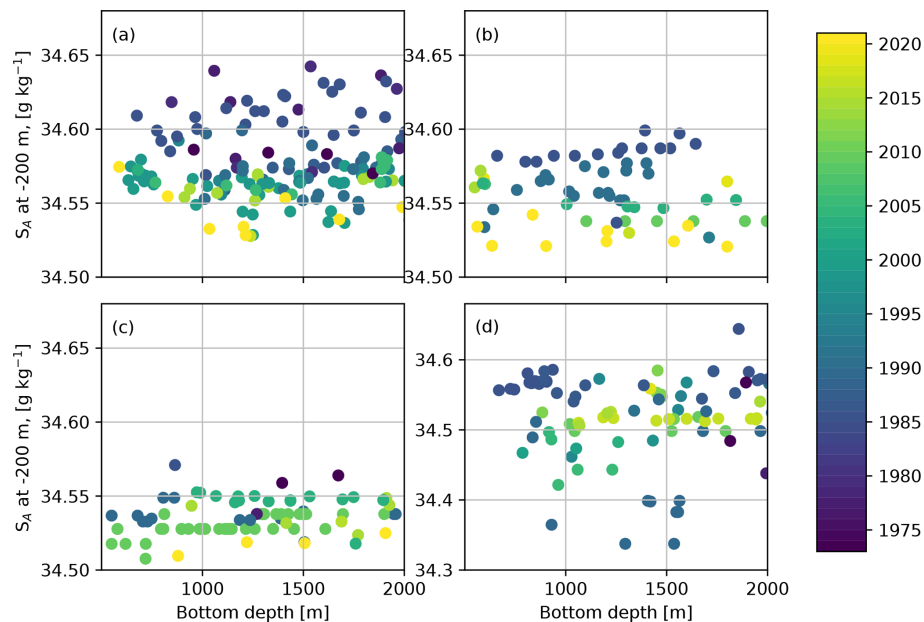 (a)
34.65
34.60
34.55
34.50
S_A at -200 m, [g kg⁻¹]
(b)
34.65
34.60
34.55
34.50
(c)
34.65
34.60
34.55
34.50
S_A at -200 m, [g kg⁻¹]
1000 1500 2000
Bottom depth [m]
(d)
34.6
34.5
34.4
34.3
1000 1500 2000
Bottom depth [m]
2020
2015
2010
2005
2000
1995
1990
1985
1980
1975